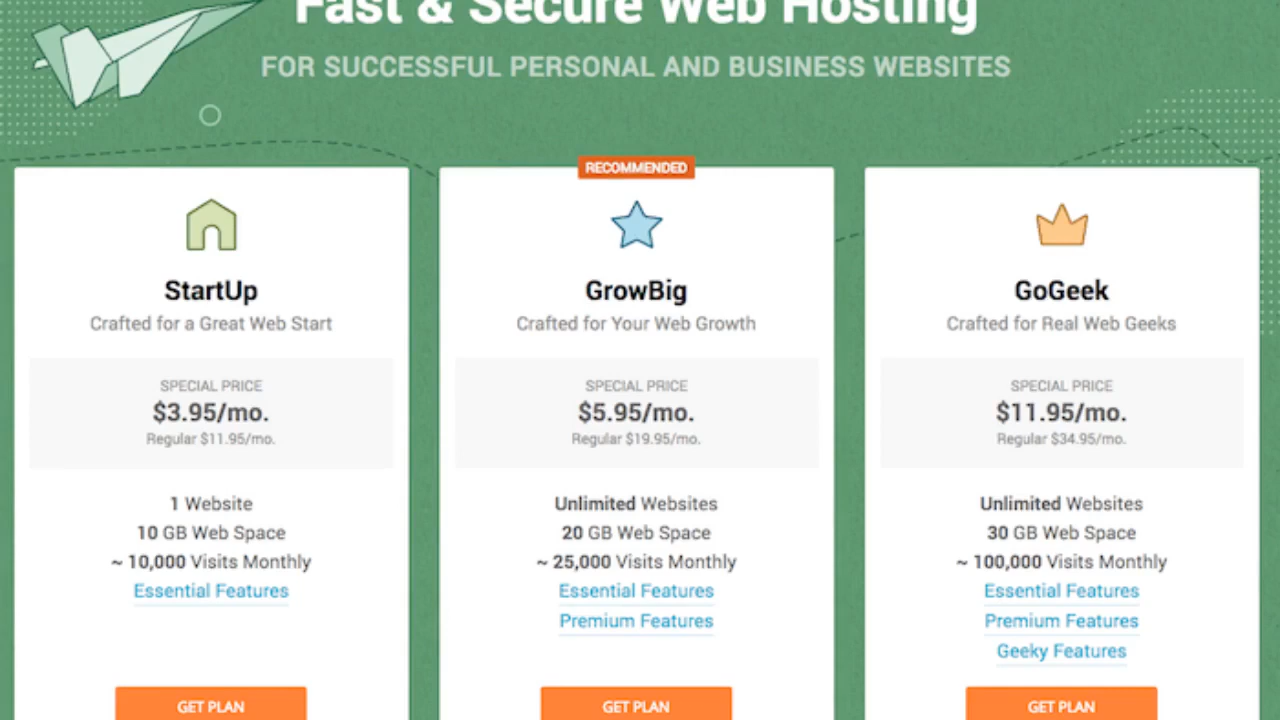 Fast & Secure Web Hosting
FOR SUCCESSFUL PERSONAL AND BUSINESS WEBSITES
StartUp
Crafted for a Great Web Start
SPECIAL PRICE
$3.95/mo.
Regular $11.95/mo.
1 Website
10 GB Web Space
~ 10,000 Visits Monthly
Essential Features
GET PLAN
RECOMMENDED
GrowBig
Crafted for Your Web Growth
SPECIAL PRICE
$5.95/mo.
Regular $19.95/mo.
Unlimited Websites
20 GB Web Space
~ 25,000 Visits Monthly
Essential Features
Premium Features
GET PLAN
GoGeek
Crafted for Real Web Geeks
SPECIAL PRICE
$11.95/mo.
Regular $34.95/mo.
Unlimited Websites
30 GB Web Space
~ 100,000 Visits Monthly
Essential Features
Premium Features
Geeky Features
GET PLAN